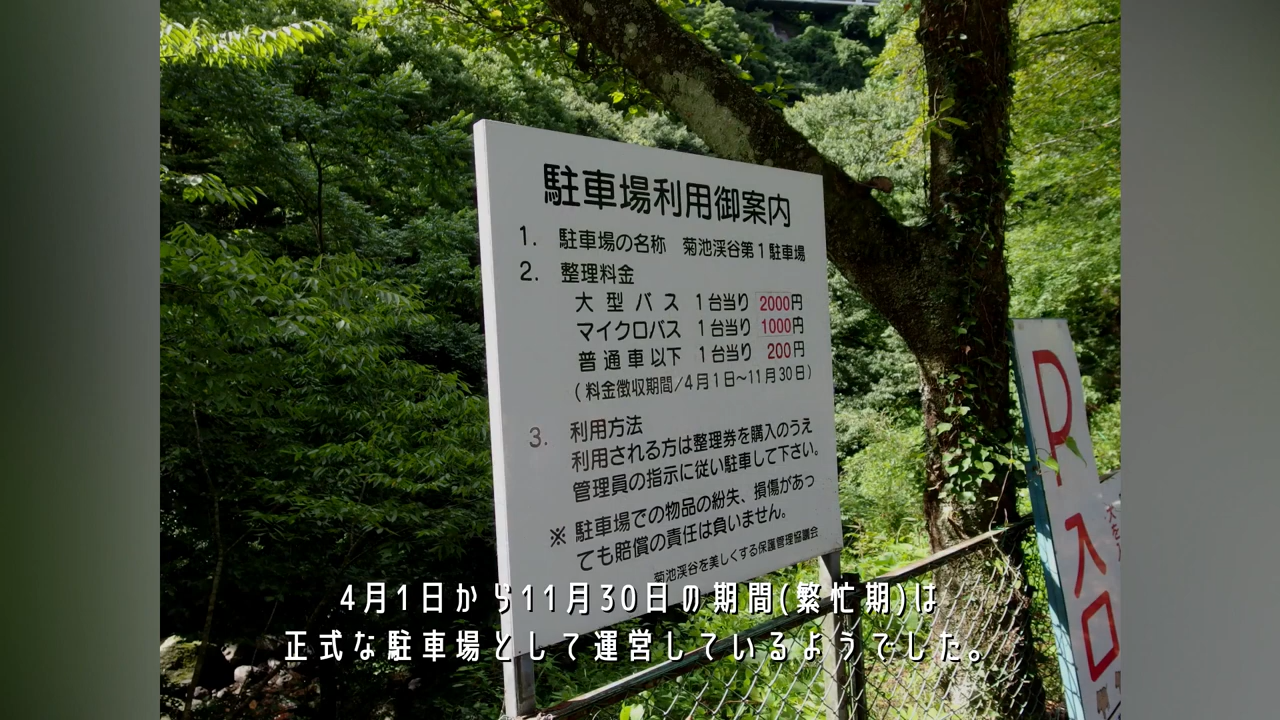 駐車場利用御案内
1. 駐車場の名称 菊池渓谷第1駐車場
2. 整理料金
大型バス 1台当り 2000円
マイクロバス 1台当り 1000円
普通車以下 1台当り 200円
(料金徴収期間/4月1日~11月30日)
3. 利用方法
利用される方は整理券を購入のうえ
管理員の指示に従い駐車して下さい。
※ 駐車場での物品の紛失、損傷があっ
ても賠償の責任は負いません。
菊池渓谷を美しくする保護管理協議会
P入口
4月1日から11月30日の期間(繁忙期)は
正式な駐車場として運営しているようでした。